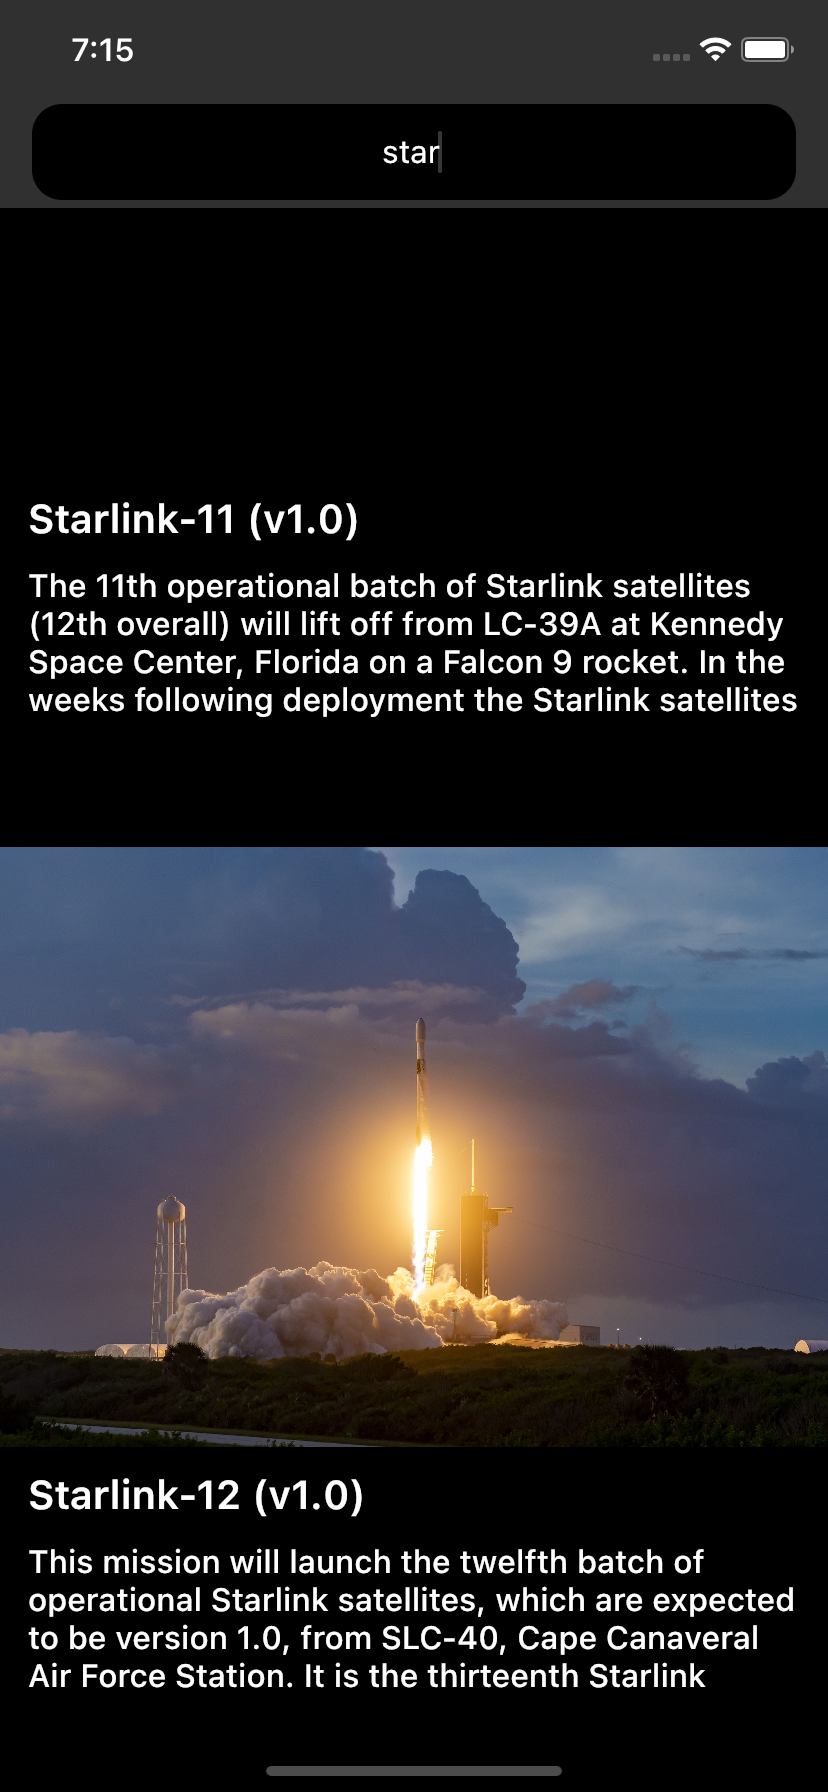 7:15
star
Starlink-11 (v1.0)
The 11th operational batch of Starlink satellites
(12th overall) will lift off from LC-39A at Kennedy
Space Center, Florida on a Falcon 9 rocket. In the
weeks following deployment the Starlink satellites
Starlink-12 (v1.0)
This mission will launch the twelfth batch of
operational Starlink satellites, which are expected
to be version 1.0, from SLC-40, Cape Canaveral
Air Force Station. It is the thirteenth Starlink